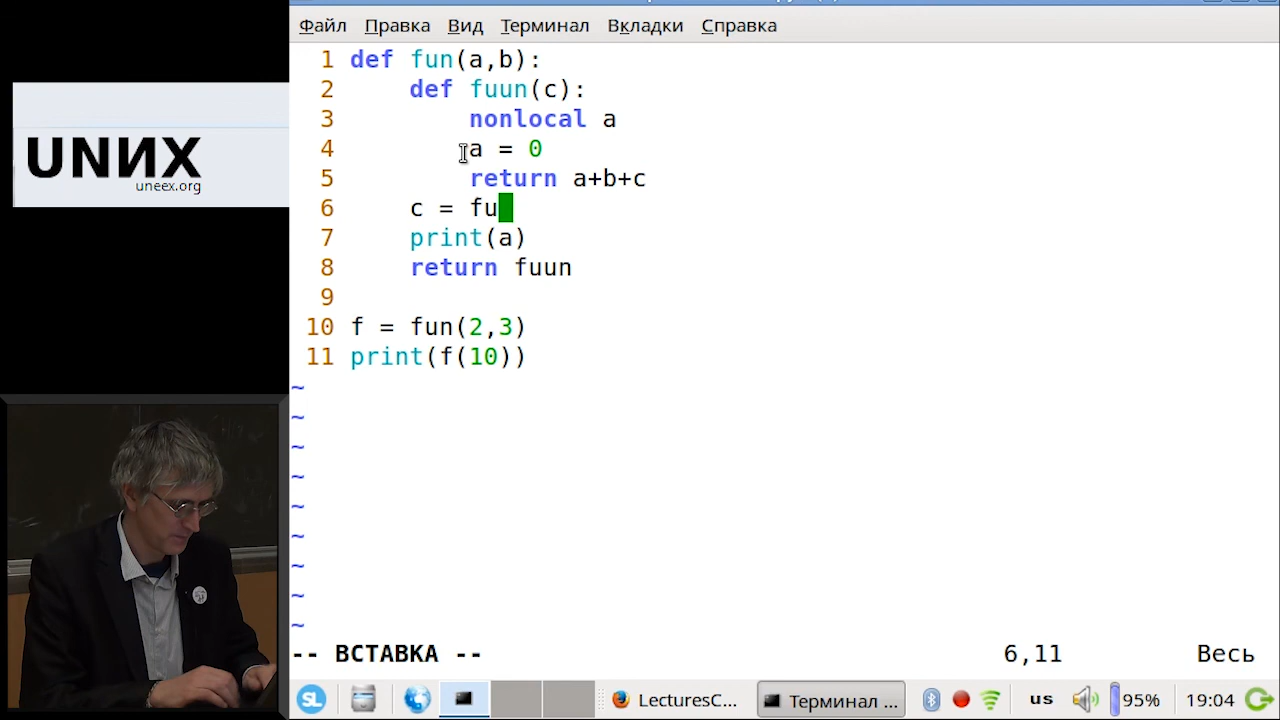 Файл Правка Вид Терминал Вкладки Справка
UNИX
uneex.org
1 def fun(a,b):
2 def fuun(c):
3 nonlocal a
4 a = 0
5 return a+b+c
6 c = fu
7 print(a)
8 return fuun
9
10 f = fun(2,3)
11 print(f(10))
~
~
~
~
~
~
~
~
~
-- ВСТАВКА -- 6,11 Весь
SL LecturesC... Терминал ... us 95% 19:04